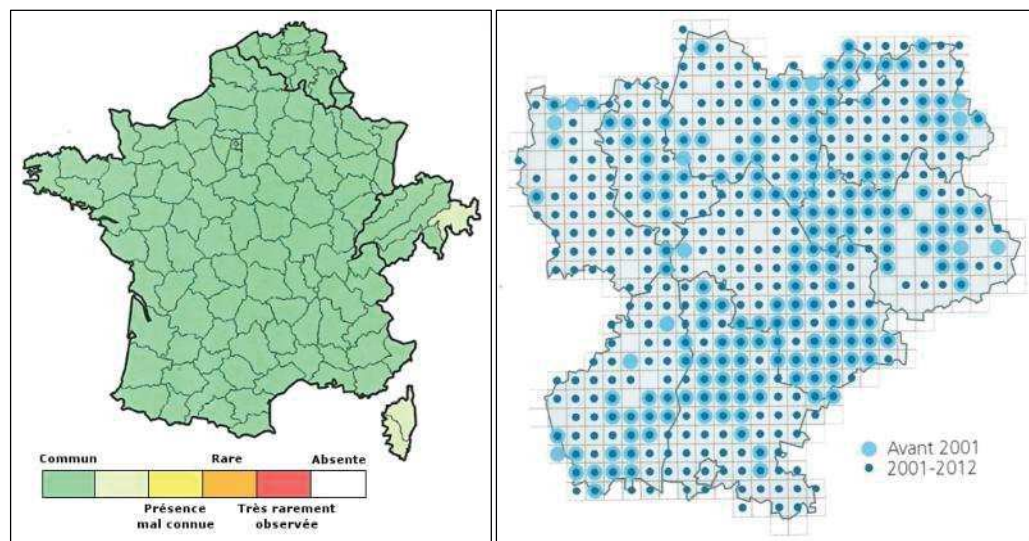 Commun Rare Absente
Présence Très rarement
mal connue observée
Avant 2001
2001-2012